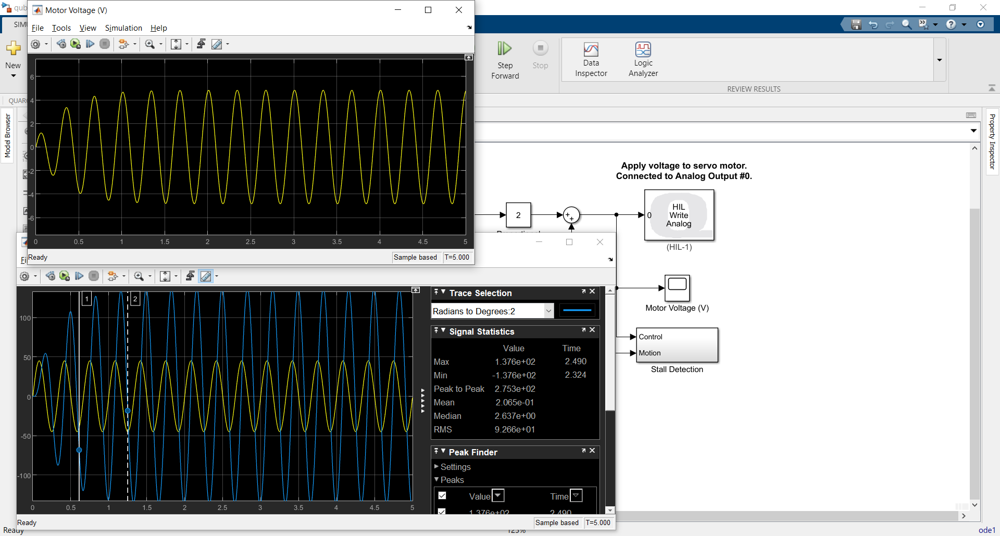 qub
Motor Voltage (V)
File Tools View Simulation Help
SIM
New
QUAR
Model Browser
6
4
2
0
-2
-4
-6
0 0.5 1 1.5 2 2.5 3 3.5 4 4.5 5
Ready
Sample based T=5.000
Step Forward
Stop
Data Inspector
Logic Analyzer
REVIEW RESULTS
Property Inspector
Apply voltage to servo motor.
Connected to Analog Output #0.
2
0
HIL
Write
Analog
(HIL-1)
Motor Voltage (V)
Control
Motion
Stall Detection
Fi
1
2
100
50
0
-50
-100
0 0.5 1 1.5 2 2.5 3 3.5 4 4.5 5
Trace Selection
Radians to Degrees:2
Signal Statistics
Value Time
Max 1.376e+02 2.490
Min -1.376e+02 2.324
Peak to Peak 2.753e+02
Mean 2.065e-01
Median 2.637e+00
RMS 9.266e+01
Peak Finder
Settings
Peaks
Value Time
1.376e+02 2.490
Ready
Sample based T=5.000
Ready
125%
ode1